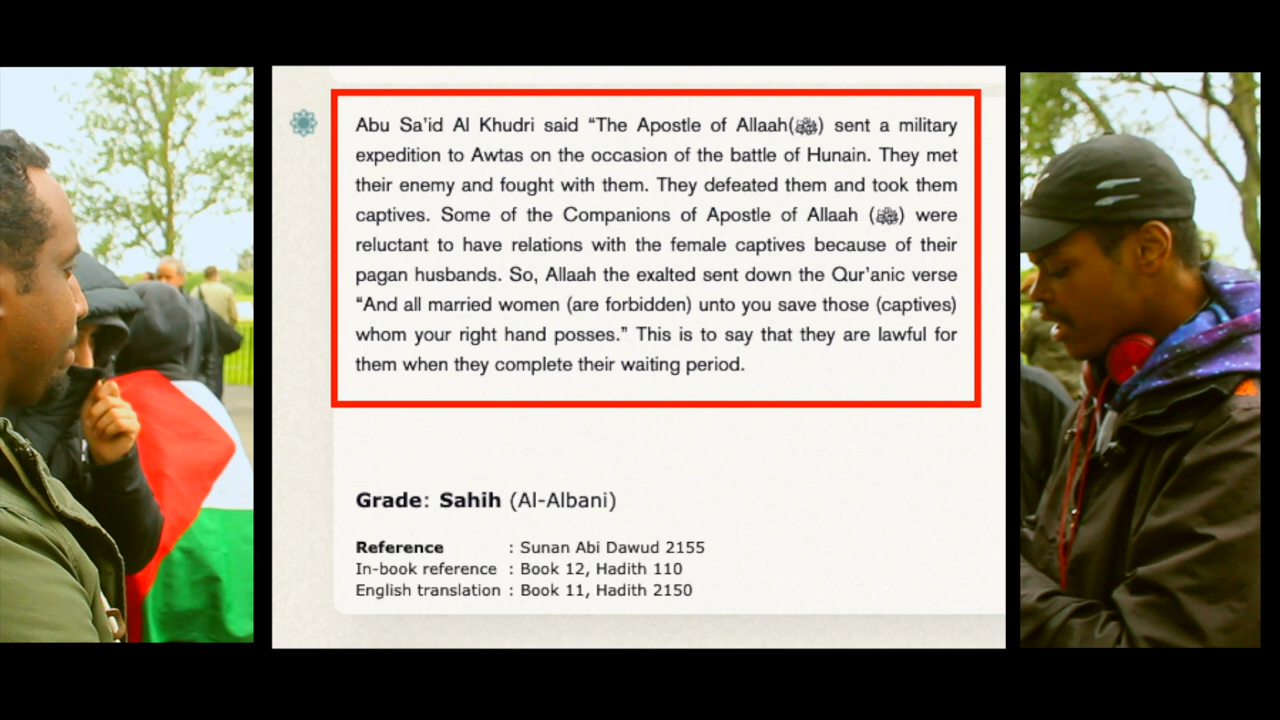 Abu Sa'id Al Khudri said “The Apostle of Allaah(ﷺ) sent a military
expedition to Awtas on the occasion of the battle of Hunain. They met
their enemy and fought with them. They defeated them and took them
captives. Some of the Companions of Apostle of Allaah (ﷺ) were
reluctant to have relations with the female captives because of their
pagan husbands. So, Allaah the exalted sent down the Qur'anic verse
“And all married women (are forbidden) unto you save those (captives)
whom your right hand posses.” This is to say that they are lawful for
them when they complete their waiting period.
Grade: Sahih (Al-Albani)
Reference : Sunan Abi Dawud 2155
In-book reference : Book 12, Hadith 110
English translation : Book 11, Hadith 2150